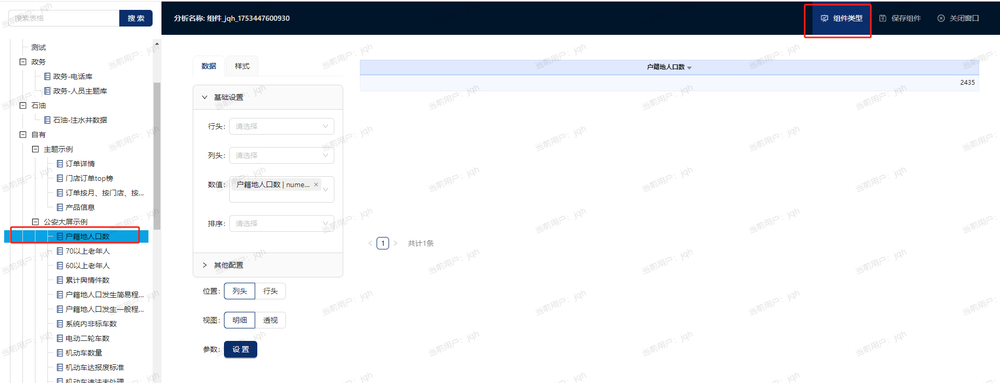 搜索表格
搜 索
分析名称: 组件_jqh_1753447600930
组件类型
保存组件
关闭窗口
测试
政务
政务-电话库
政务-人员主题库
石油
石油-注水井数据
自有
主题示例
订单详情
门店订单top榜
订单按月、按门店、按...
产品信息
公安大屏示例
户籍地人口数
70以上老年人
60以上老年人
累计舆情件数
户籍地人口发生简易程...
户籍地人口发生一般程...
系统内非标车数
电动二轮车数
机动车数量
机动车达报废标准
机动车违法未处理
数据
样式
基础设置
行头:
请选择
列头:
请选择
数值:
户籍地人口数 | nume... ×
排序:
请选择
其他配置
位置:
列头
行头
视图:
明细
透视
参数:
设 置
户籍地人口数
2435
< 1 > 共计1条
当前用户：jqh